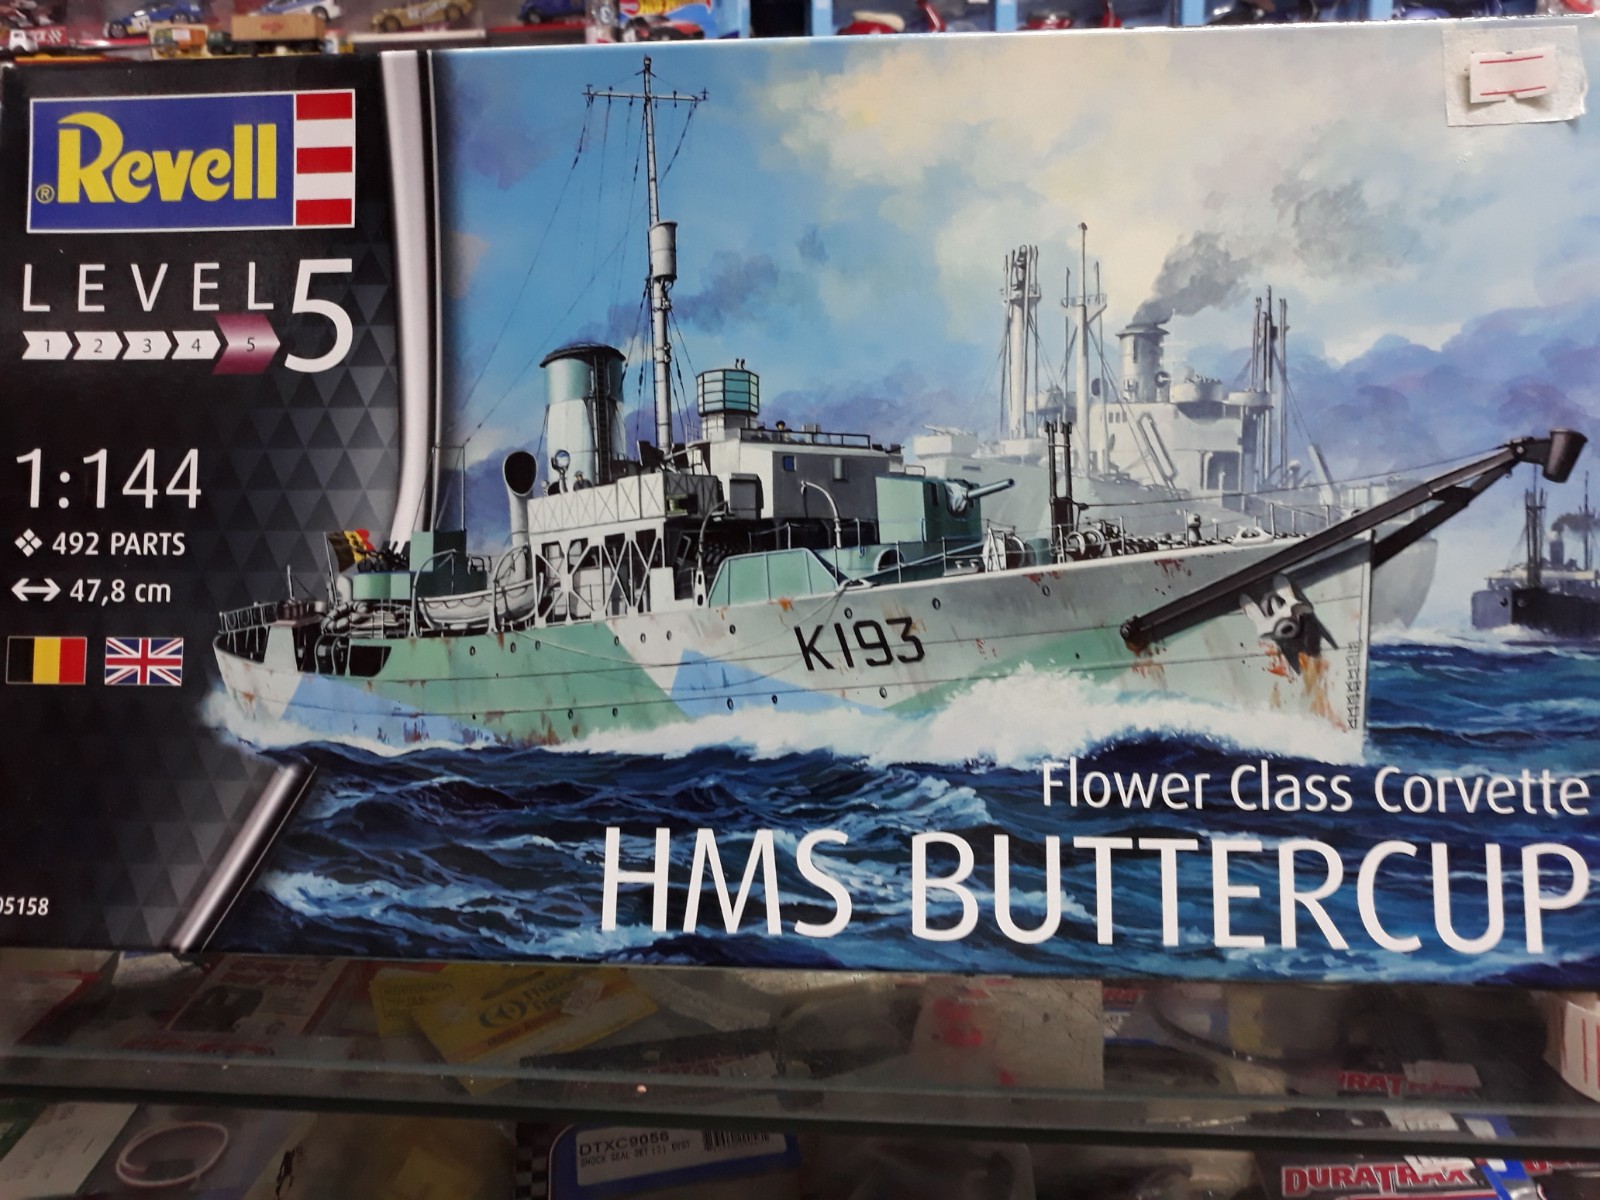 Revell
LEVEL 5
1 2 3 4 5
1:144
492 PARTS
47,8 cm
K193
Flower Class Corvette
HMS BUTTERCUP
05158
DTXC9056
DURATRAX